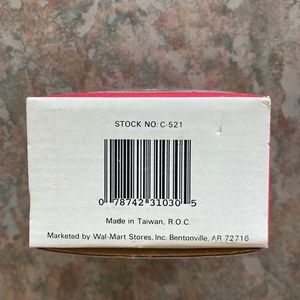 STOCK NO: C-521
0 78742 31030 5
Made in Taiwan, R.O.C.
Marketed by Wal-Mart Stores, Inc. Bentonville, AR 72716